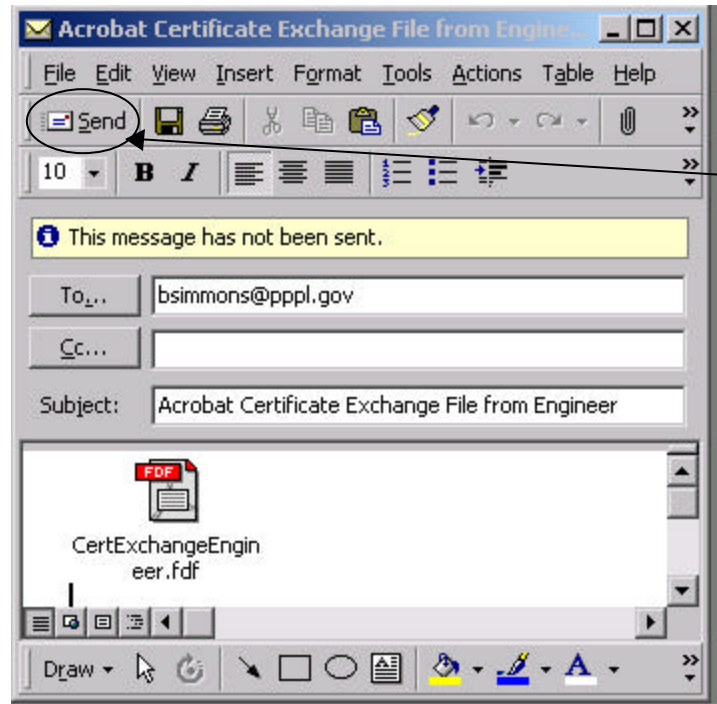 Acrobat Certificate Exchange File from Engine...
File Edit View Insert Format Tools Actions Table Help
Send
10 B I
This message has not been sent.
To... bsimmons@pppl.gov
Cc...
Subject: Acrobat Certificate Exchange File from Engineer
FDF
CertExchangeEngin
eer.fdf
Draw A